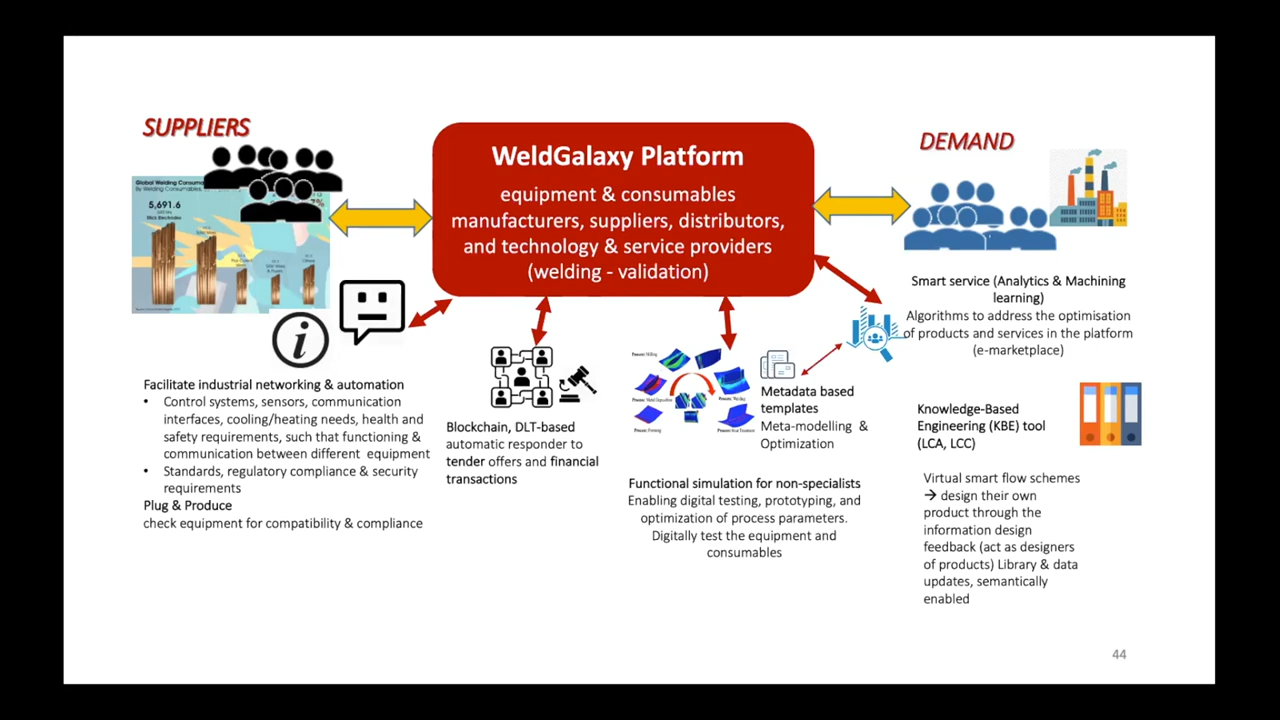 SUPPLIERS
Global Welding Consuma
By Welding Consumables,
5,691.6
Stick Electrodes
7%
WeldGalaxy Platform
equipment & consumables
manufacturers, suppliers, distributors,
and technology & service providers
(welding - validation)
DEMAND
Facilitate industrial networking & automation
• Control systems, sensors, communication
interfaces, cooling/heating needs, health and
safety requirements, such that functioning &
communication between different equipment
• Standards, regulatory compliance & security
requirements
Plug & Produce
check equipment for compatibility & compliance
Blockchain, DLT-based
automatic responder to
tender offers and financial
transactions
Metadata based
templates
Meta-modelling &
Optimization
Functional simulation for non-specialists
Enabling digital testing, prototyping, and
optimization of process parameters.
Digitally test the equipment and
consumables
Smart service (Analytics & Machining
learning)
Algorithms to address the optimisation
of products and services in the platform
(e-marketplace)
Knowledge-Based
Engineering (KBE) tool
(LCA, LCC)
Virtual smart flow schemes
→ design their own
product through the
information design
feedback (act as designers
of products) Library & data
updates, semantically
enabled
44